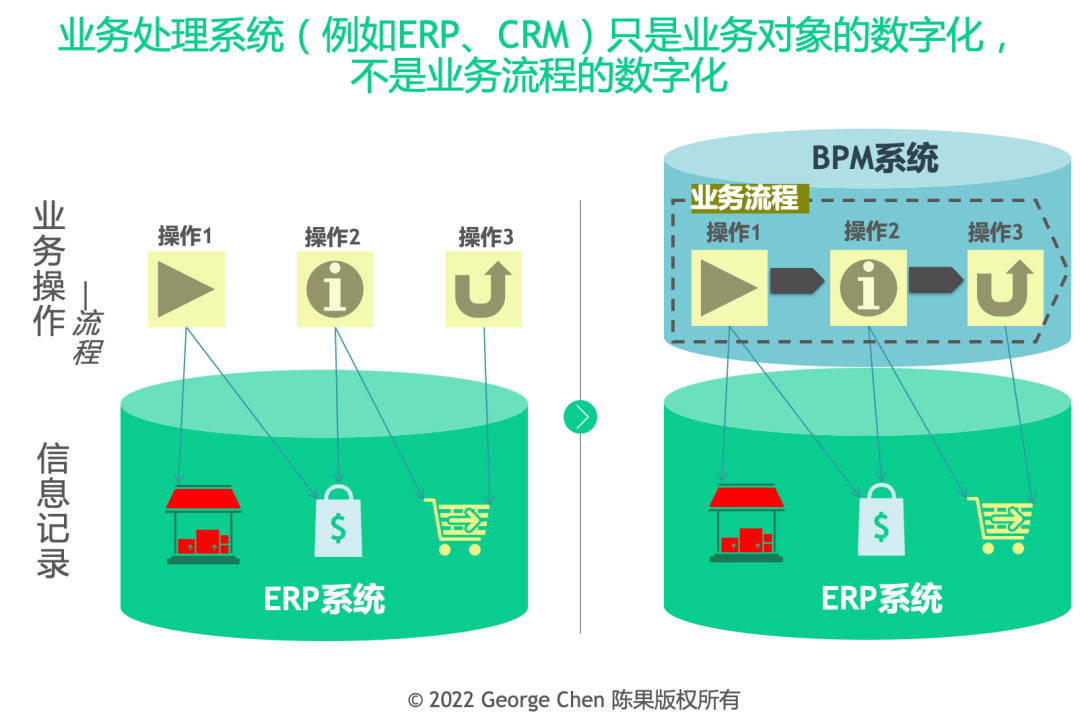 业务处理系统（例如ERP、CRM）只是业务对象的数字化，
不是业务流程的数字化
业务操作
—流程
操作1
操作2
操作3
BPM系统
业务流程
操作1
操作2
操作3
信息记录
$
ERP系统
$
ERP系统
© 2022 George Chen 陈果版权所有